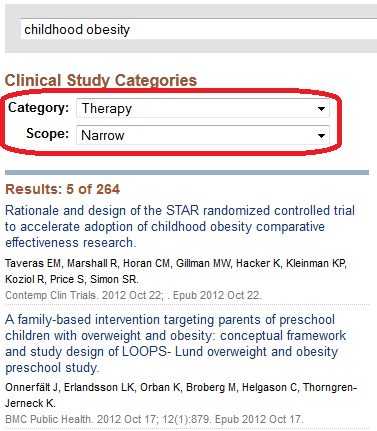 childhood obesity
Clinical Study Categories
Category: Therapy
Scope: Narrow
Results: 5 of 264
Rationale and design of the STAR randomized controlled trial
to accelerate adoption of childhood obesity comparative
effectiveness research.
Taveras EM, Marshall R, Horan CM, Gillman MW, Hacker K, Kleinman KP,
Koziol R, Price S, Simon SR.
Contemp Clin Trials. 2012 Oct 22; . Epub 2012 Oct 22.
A family-based intervention targeting parents of preschool
children with overweight and obesity: conceptual framework
and study design of LOOPS- Lund overweight and obesity
preschool study.
Onnerfält J, Erlandsson LK, Orban K, Broberg M, Helgason C, Thorngren-
Jerneck K.
BMC Public Health. 2012 Oct 17; 12(1):879. Epub 2012 Oct 17.